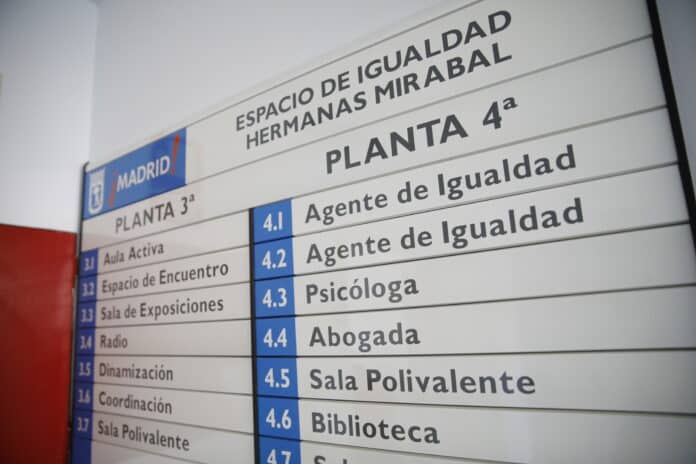 ESPACIO DE IGUALDAD
HERMANAS MIRABAL
¡MADRID!
PLANTA 3ª
3.1 Aula Activa
3.2 Espacio de Encuentro
3.3 Sala de Exposiciones
3.4 Radio
3.5 Dinamización
3.6 Coordinación
3.7 Sala Polivalente
PLANTA 4ª
4.1 Agente de Igualdad
4.2 Agente de Igualdad
4.3 Psicóloga
4.4 Abogada
4.5 Sala Polivalente
4.6 Biblioteca
4.7